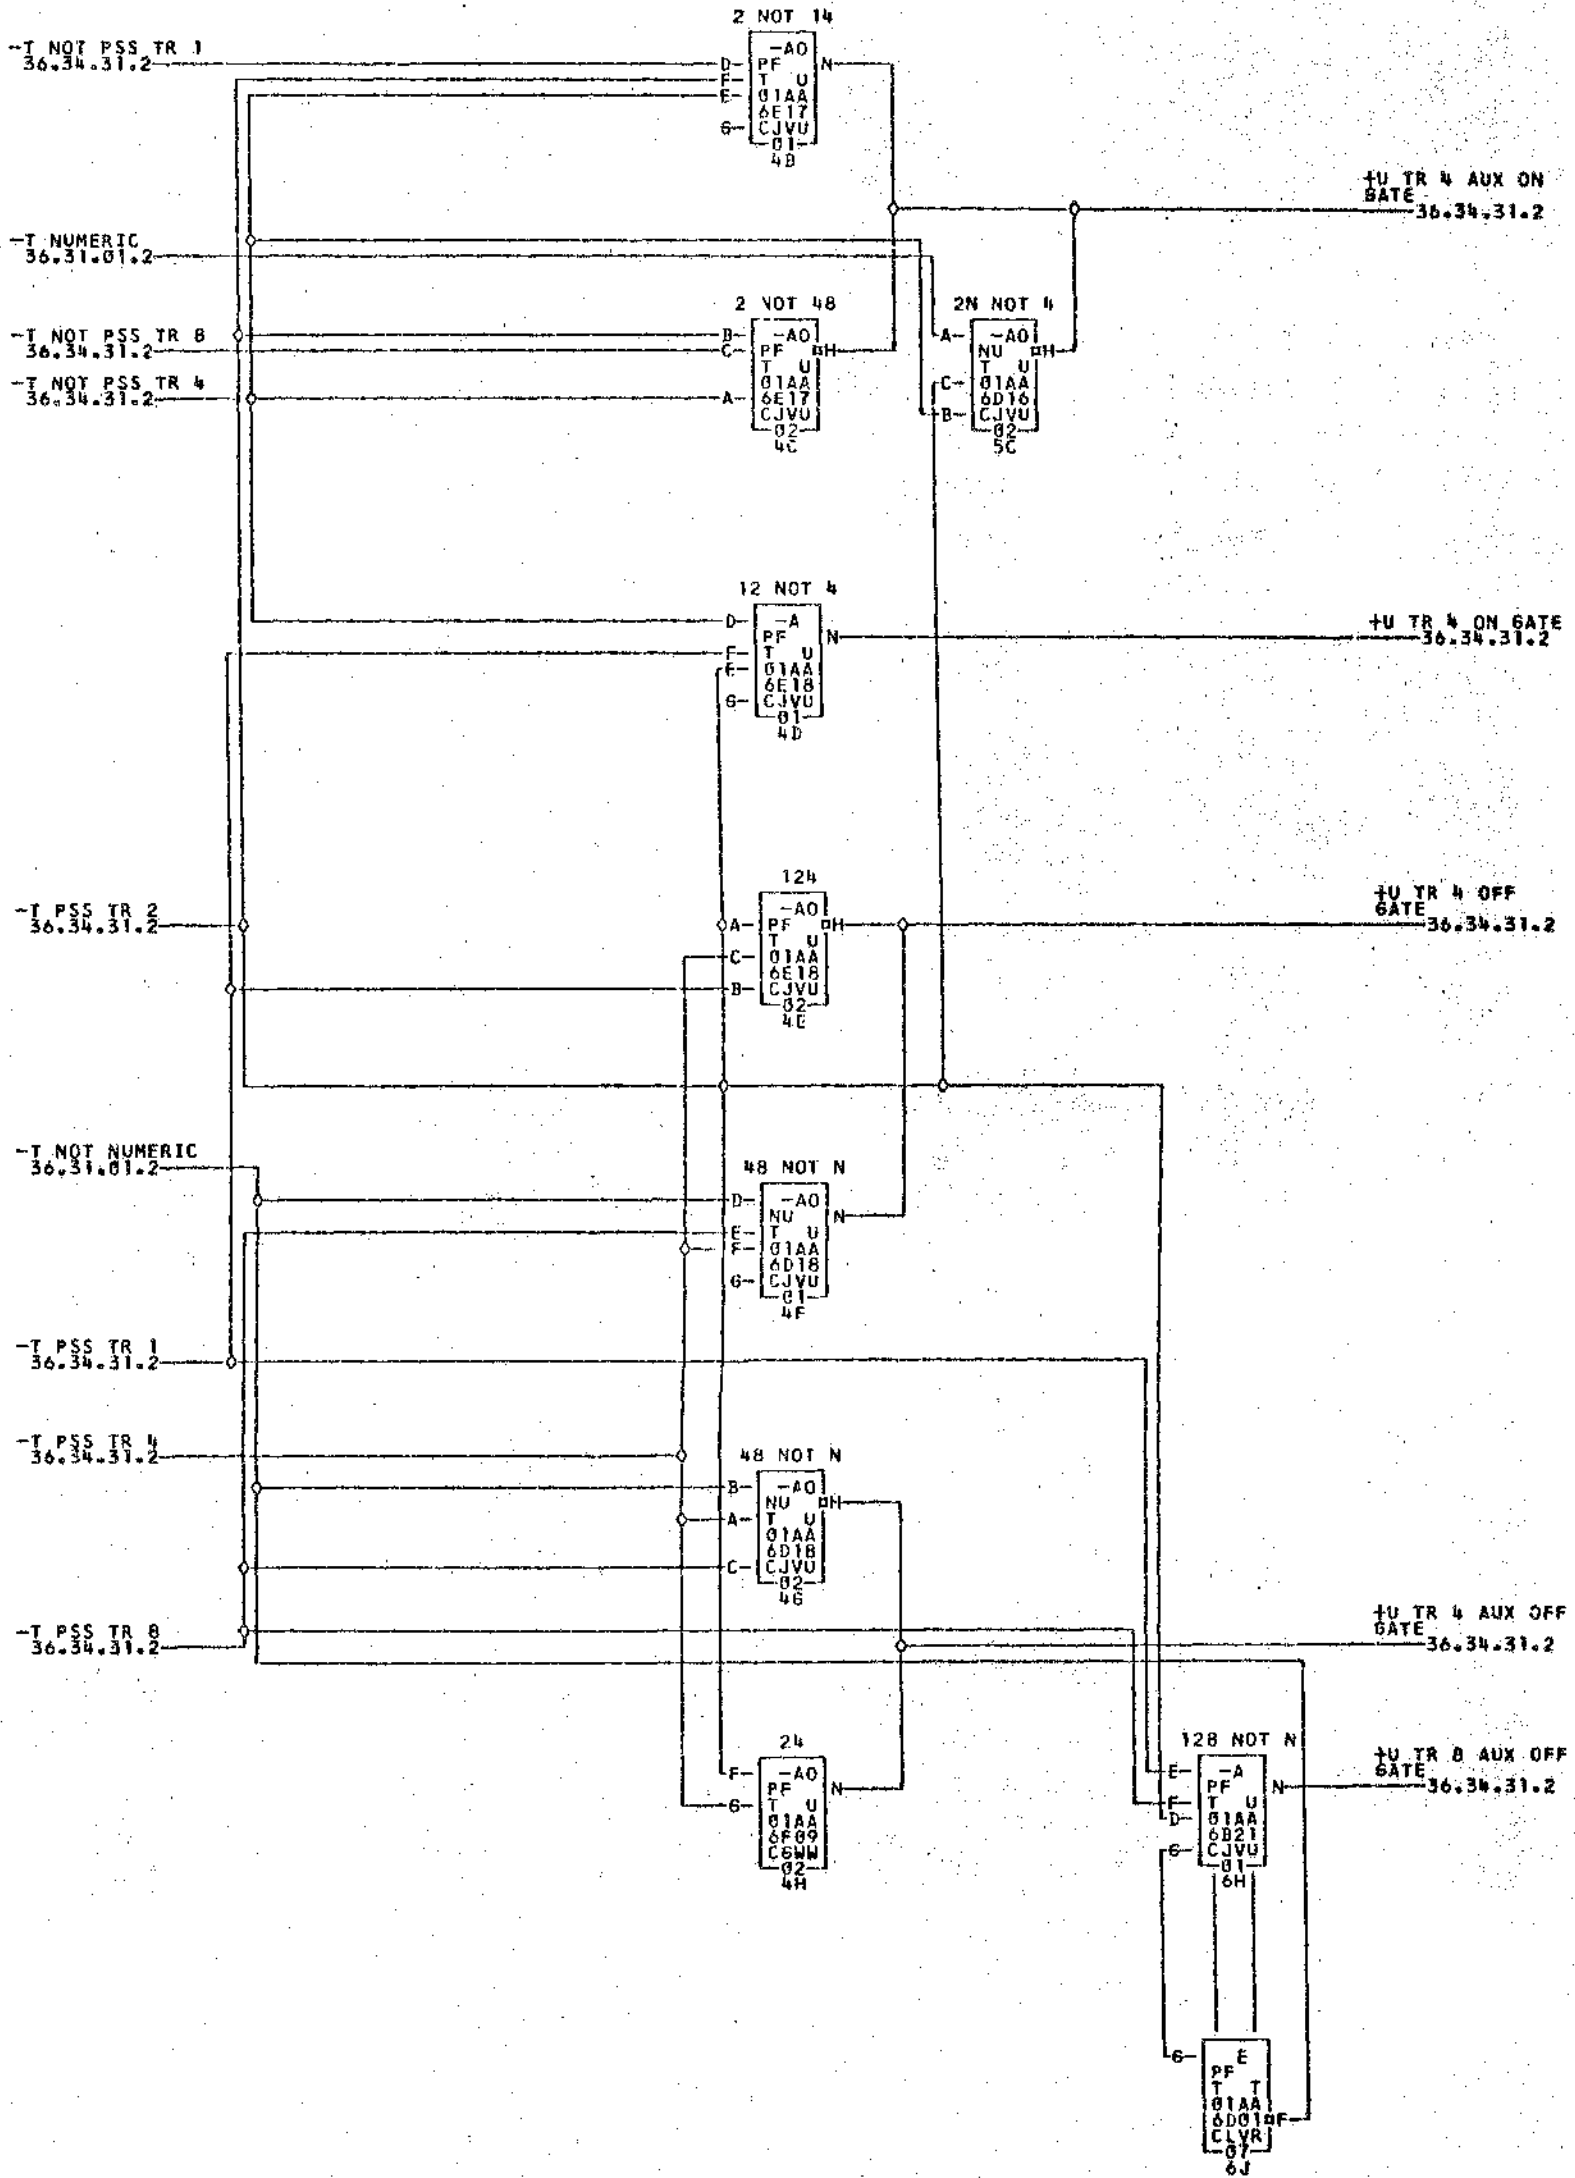 2 NOT 14
-T NOT PSS TR 1
36.34.31.2
-AO
D- PF N
F- T U
E- 01AA
6E17
G- CJVU
01
4B
+U TR 4 AUX ON
GATE
36.34.31.2
-T NUMERIC
36.31.01.2
2 NOT 48
-T NOT PSS TR 8
36.34.31.2
B- -AO
C- PF H
T U
01AA
A- 6E17
CJVU
02
4C
2N NOT 4
A- -AO
NU H
T U
C- 01AA
6D16
B- CJVU
02
5C
-T NOT PSS TR 4
36.34.31.2
12 NOT 4
D- -A
PF N
F- T U
E- 01AA
6E18
G- CJVU
01
4D
+U TR 4 ON GATE
36.34.31.2
124
-T PSS TR 2
36.34.31.2
-AO
A- PF H
T U
C- 01AA
6E18
B- CJVU
02
4E
+U TR 4 OFF
GATE
36.34.31.2
-T NOT NUMERIC
36.31.01.2
48 NOT N
D- -AO
NU N
E- T U
F- 01AA
6D18
G- CJVU
01
4F
-T PSS TR 1
36.34.31.2
-T PSS TR 4
36.34.31.2
48 NOT N
B- -AO
NU H
A- T U
01AA
6D18
C- CJVU
02
4G
-T PSS TR 8
36.34.31.2
+U TR 4 AUX OFF
GATE
36.34.31.2
24
F- -AO
PF N
G- T U
01AA
6F09
CGWW
02
4H
128 NOT N
E- -A
PF N
F- T U
D- 01AA
6B21
G- CJVU
01
6H
+U TR 8 AUX OFF
GATE
36.34.31.2
G- E
PF
T T
01AA
6D01 F
CLVR
07
6J